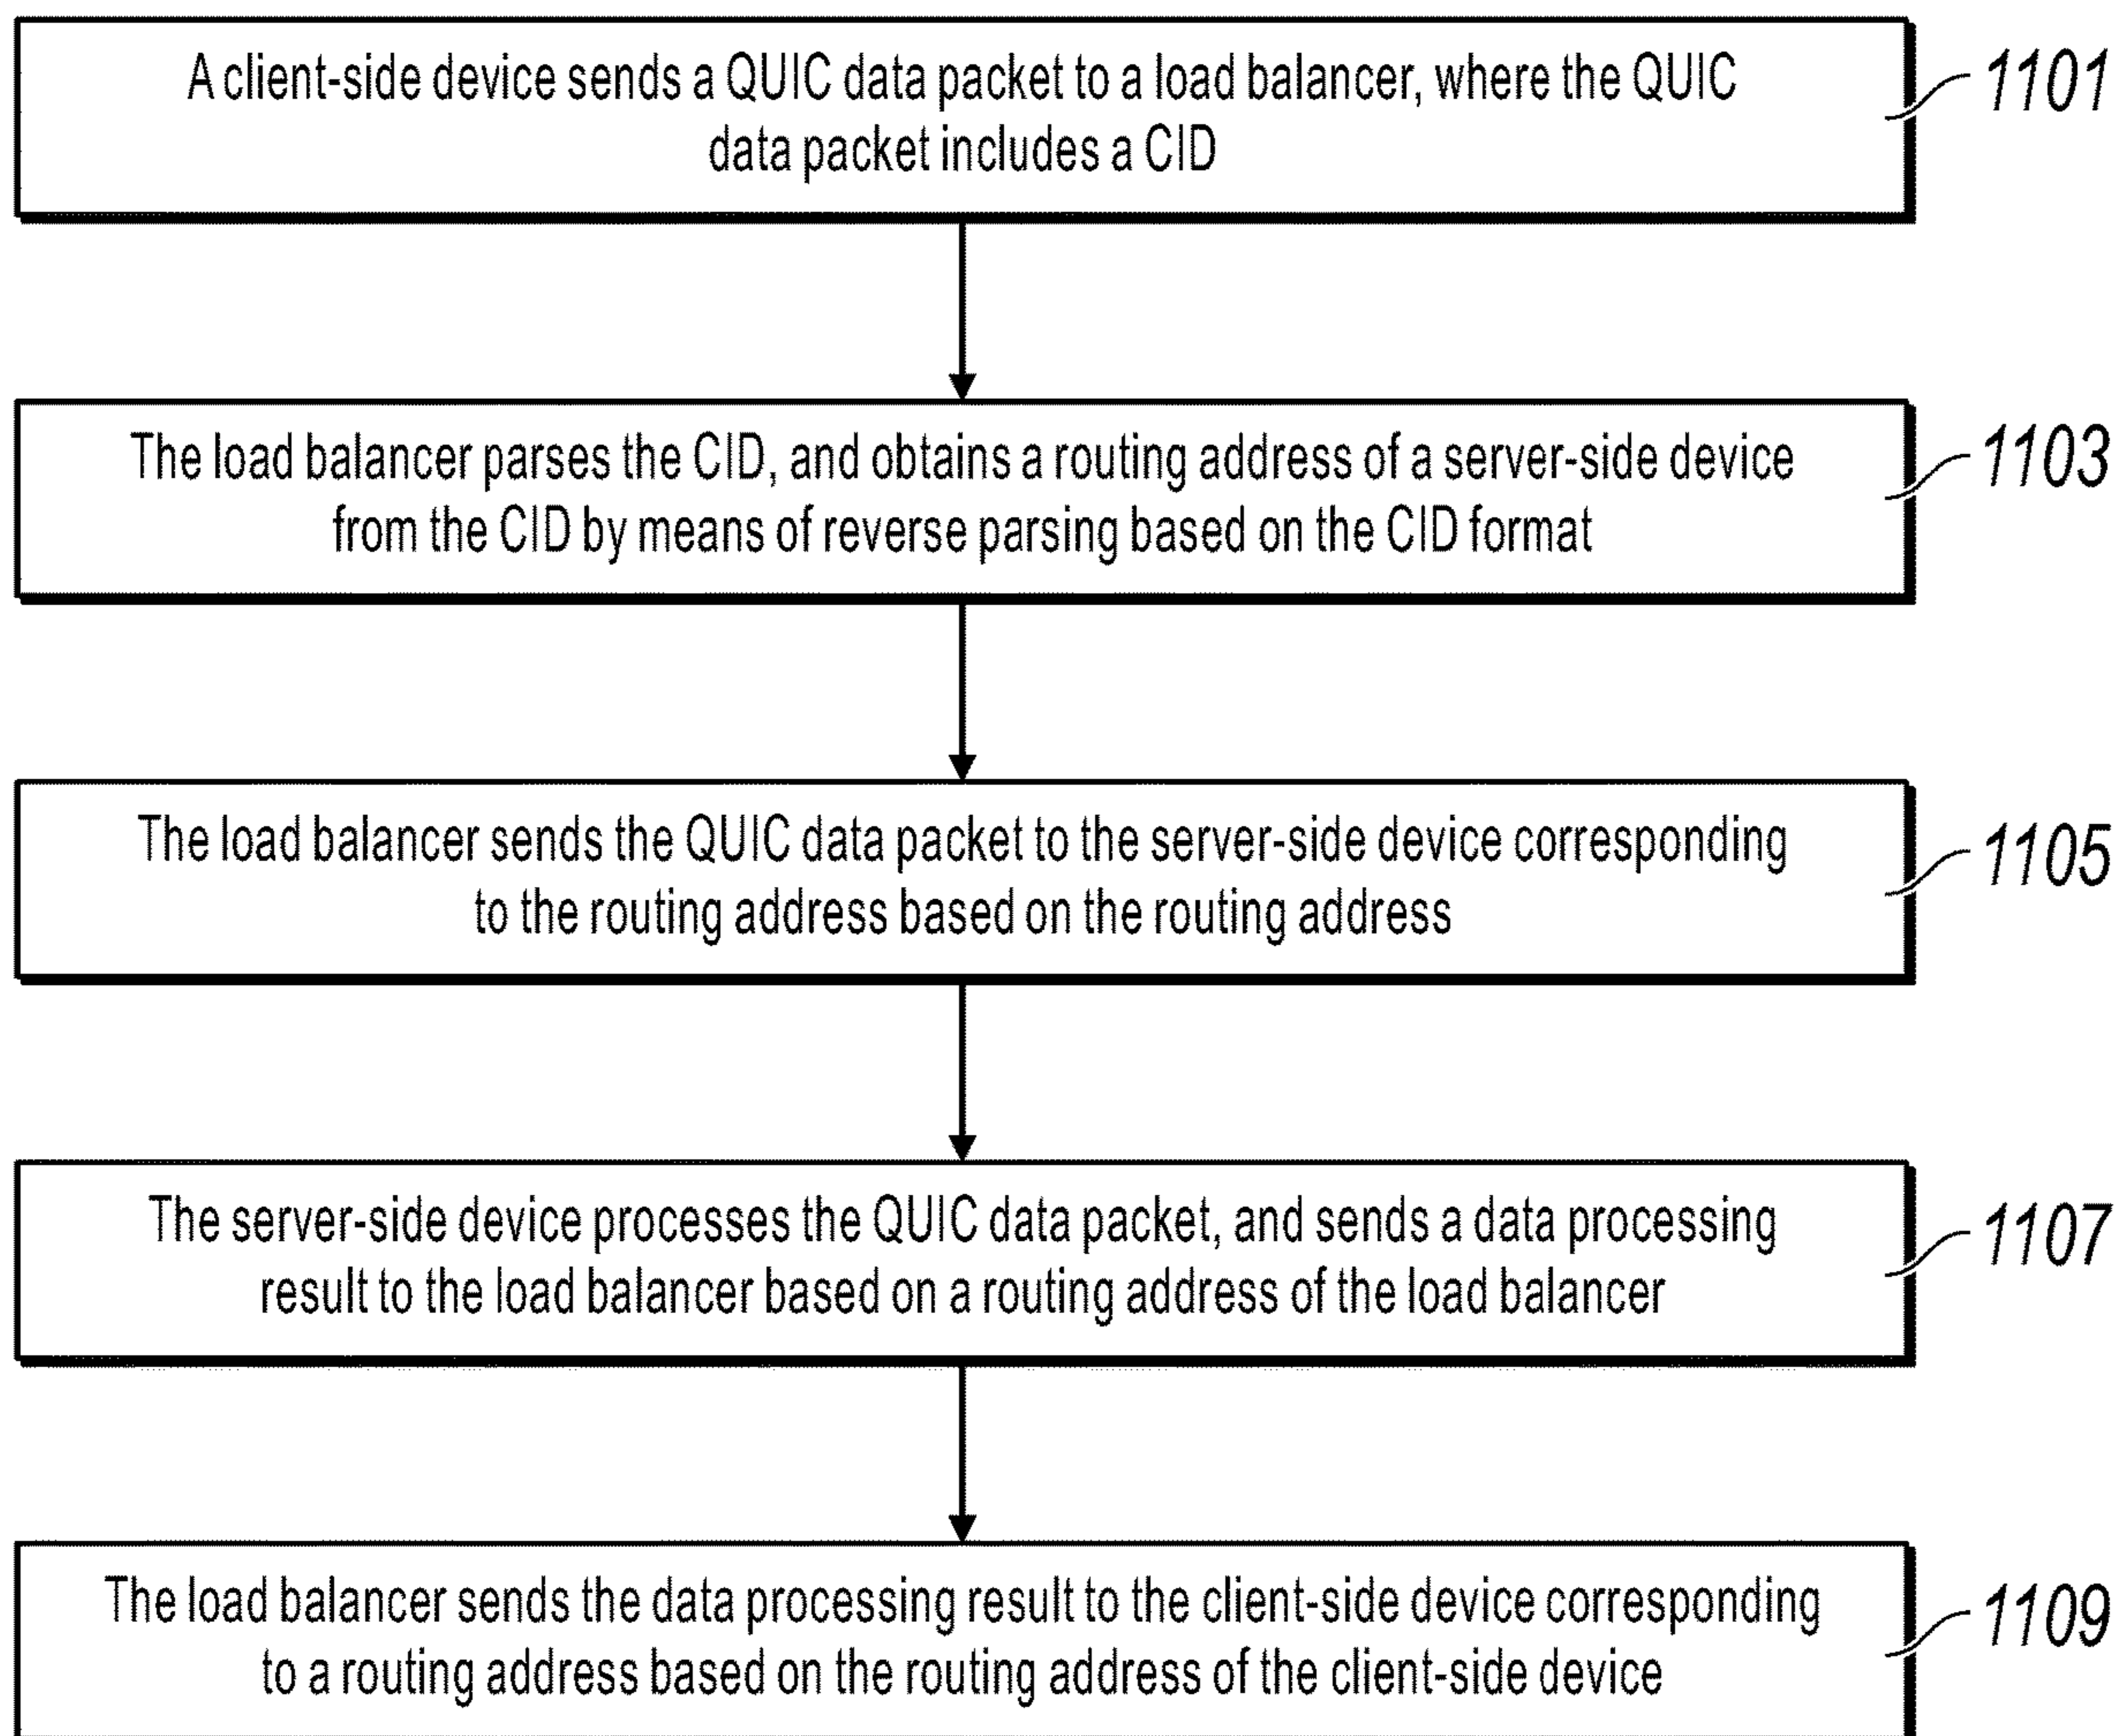 A client-side device sends a QUIC data packet to a load balancer, where the QUIC
data packet includes a CID
1101
The load balancer parses the CID, and obtains a routing address of a server-side device
from the CID by means of reverse parsing based on the CID format
1103
The load balancer sends the QUIC data packet to the server-side device corresponding
to the routing address based on the routing address
1105
The server-side device processes the QUIC data packet, and sends a data processing
result to the load balancer based on a routing address of the load balancer
1107
The load balancer sends the data processing result to the client-side device corresponding
to a routing address based on the routing address of the client-side device
1109